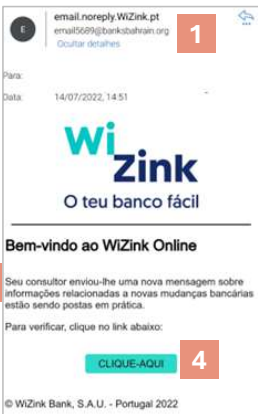 E
email.noreply.WiZink.pt
email5689@banksbahrain.org
Ocultar detalhes
1
Para:
Data: 14/07/2022, 14:51
Wi
Zink
O teu banco fácil
Bem-vindo ao WiZink Online
Seu consultor enviou-lhe uma nova mensagem sobre
informações relacionadas a novas mudanças bancárias
estão sendo postas em prática.
Para verificar, clique no link abaixo:
CLIQUE-AQUI
4
© WiZink Bank, S.A.U. - Portugal 2022